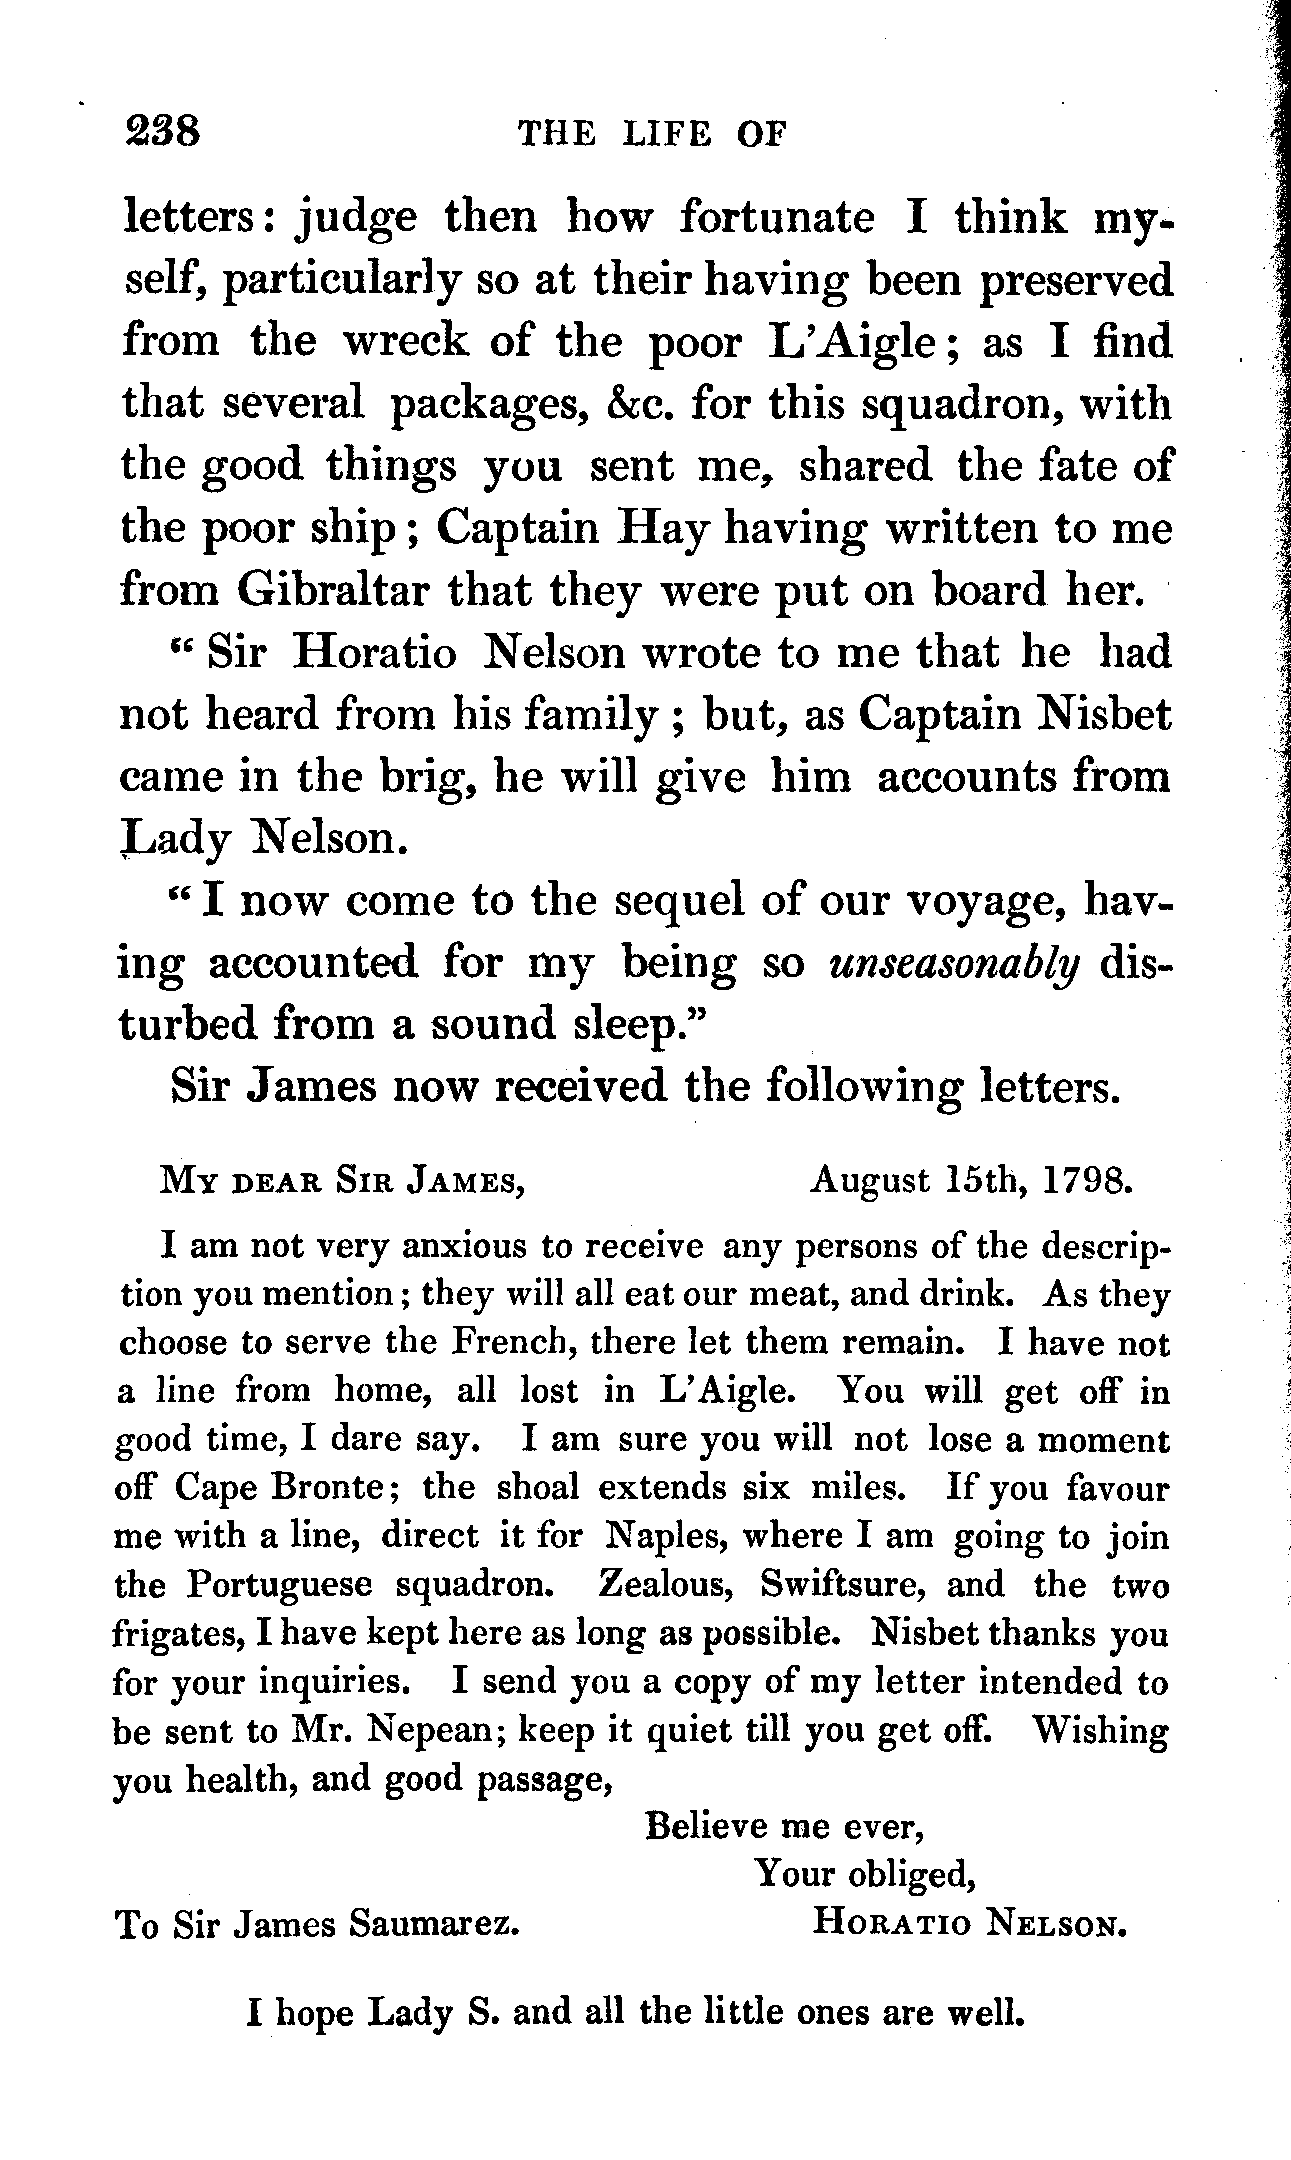 238 THE LIFE OF
letters: judge then how fortunate I think my-
self, particularly so at their having been preserved
from the wreck of the poor L'Aigle; as I find
that several packages, &c. for this squadron, with
the good things you sent me, shared the fate of
the poor ship; Captain Hay having written to me
from Gibraltar that they were put on board her.
“Sir Horatio Nelson wrote to me that he had
not heard from his family; but, as Captain Nisbet
came in the brig, he will give him accounts from
Lady Nelson.
“I now come to the sequel of our voyage, hav-
ing accounted for my being so unseasonably dis-
turbed from a sound sleep.”
Sir James now received the following letters.
MY DEAR SIR JAMES, August 15th, 1798.
I am not very anxious to receive any persons of the descrip-
tion you mention; they will all eat our meat, and drink. As they
choose to serve the French, there let them remain. I have not
a line from home, all lost in L'Aigle. You will get off in
good time, I dare say. I am sure you will not lose a moment
off Cape Bronte; the shoal extends six miles. If you favour
me with a line, direct it for Naples, where I am going to join
the Portuguese squadron. Zealous, Swiftsure, and the two
frigates, I have kept here as long as possible. Nisbet thanks you
for your inquiries. I send you a copy of my letter intended to
be sent to Mr. Nepean; keep it quiet till you get off. Wishing
you health, and good passage,
Believe me ever,
Your obliged,
To Sir James Saumarez. HORATIO NELSON.
I hope Lady S. and all the little ones are well.